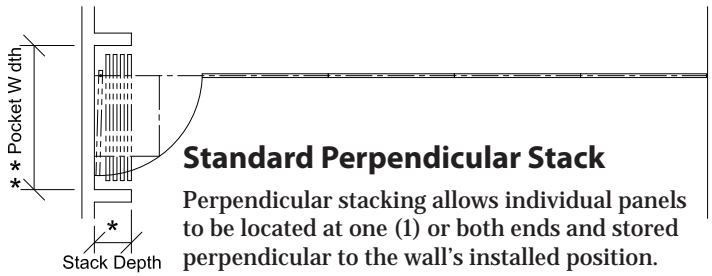 * * Pocket W dth
*
Stack Depth
Standard Perpendicular Stack
Perpendicular stacking allows individual panels
to be located at one (1) or both ends and stored
perpendicular to the wall's installed position.